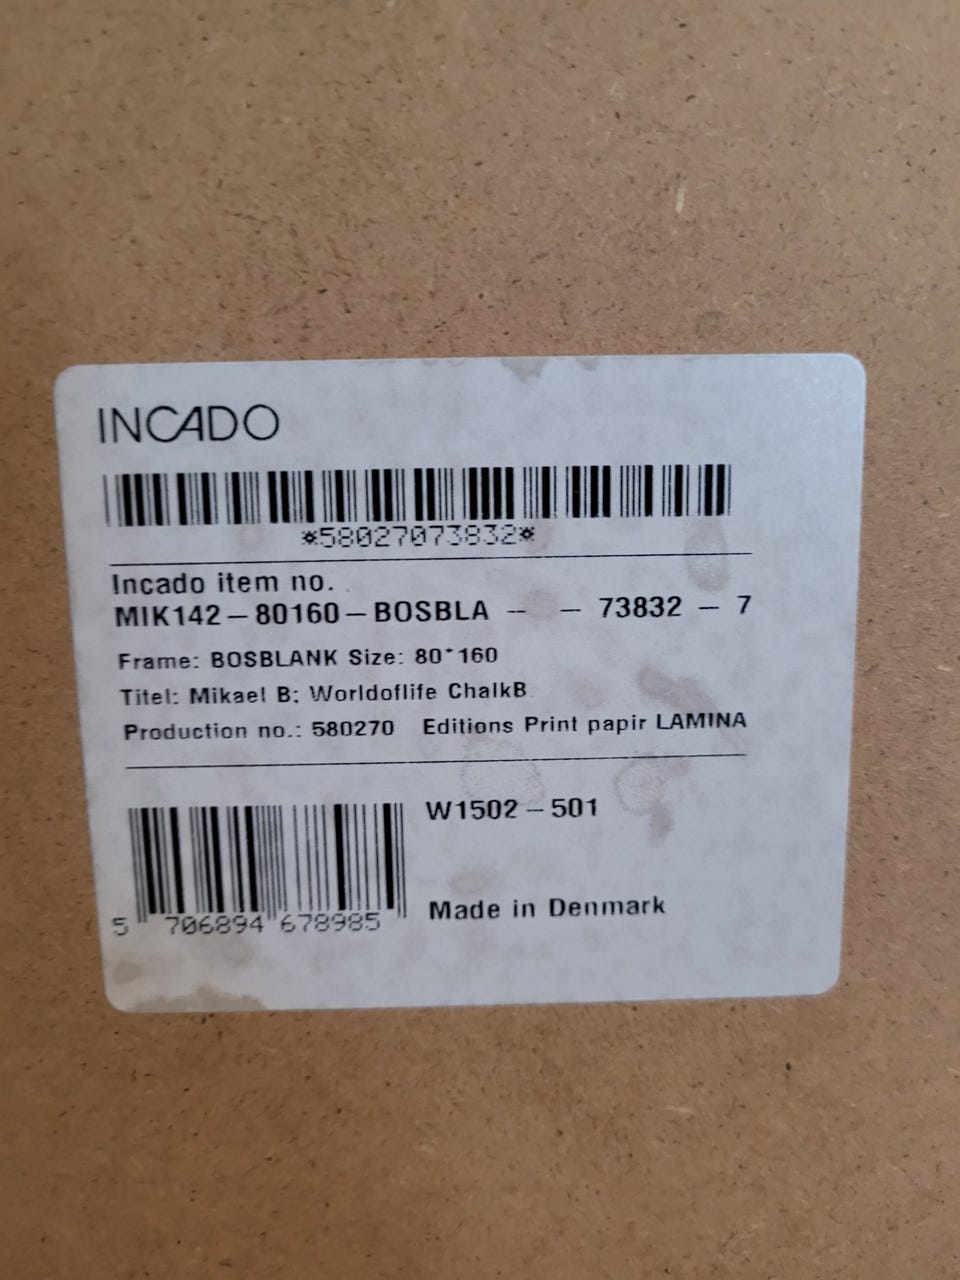 INCADO
*58027073832*
Incado item no.
MIK142-80160-BOSBLA - - 73832 - 7
Frame: BOSBLANK Size: 80*160
Titel: Mikael B: Worldoflife ChalkB
Production no.: 580270 Editions Print papir LAMINA
W1502-501
5 706894 678985
Made in Denmark